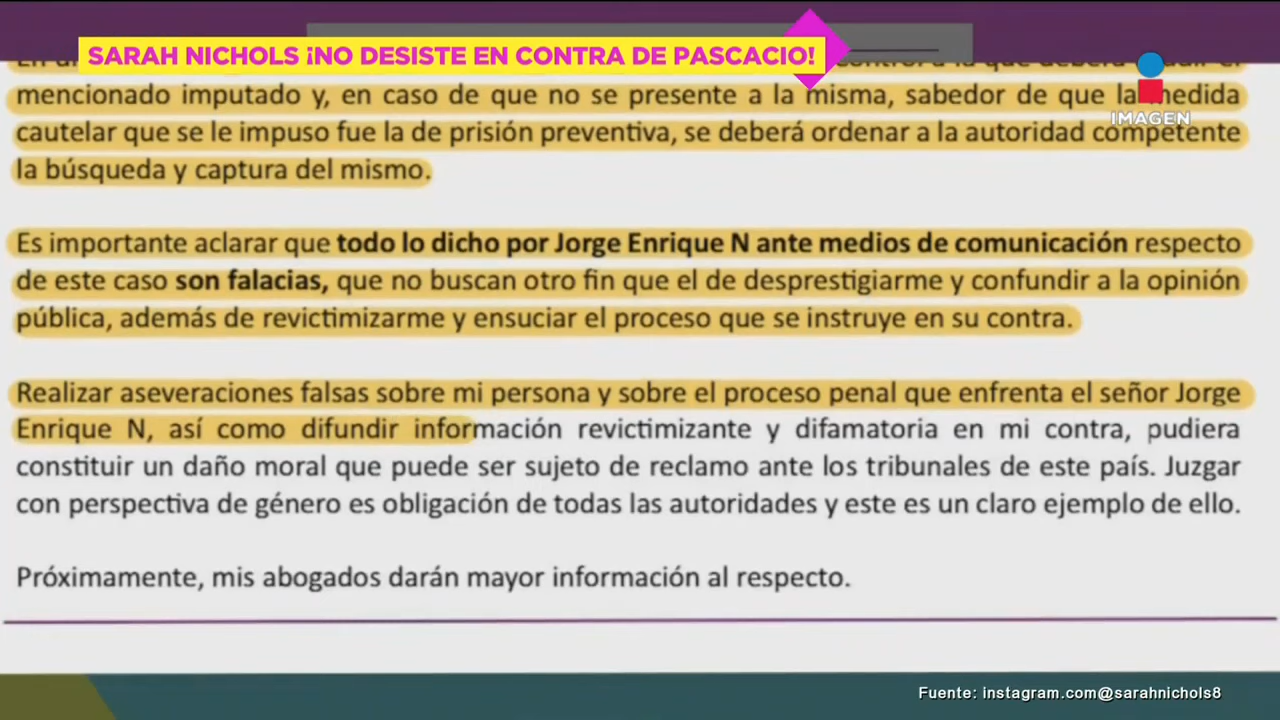 SARAH NICHOLS ¡NO DESISTE EN CONTRA DE PASCACIO!
mencionado imputado y, en caso de que no se presente a la misma, sabedor de que la medida
cautelar que se le impuso fue la de prisión preventiva, se deberá ordenar a la autoridad competente
la búsqueda y captura del mismo.
IMAGEN
Es importante aclarar que todo lo dicho por Jorge Enrique N ante medios de comunicación respecto
de este caso son falacias, que no buscan otro fin que el de desprestigiarme y confundir a la opinión
pública, además de revictimizarme y ensuciar el proceso que se instruye en su contra.
Realizar aseveraciones falsas sobre mi persona y sobre el proceso penal que enfrenta el señor Jorge
Enrique N, así como difundir información revictimizante y difamatoria en mi contra, pudiera
constituir un daño moral que puede ser sujeto de reclamo ante los tribunales de este país. Juzgar
con perspectiva de género es obligación de todas las autoridades y este es un claro ejemplo de ello.
Próximamente, mis abogados darán mayor información al respecto.
Fuente: instagram.com@sarahnichols8